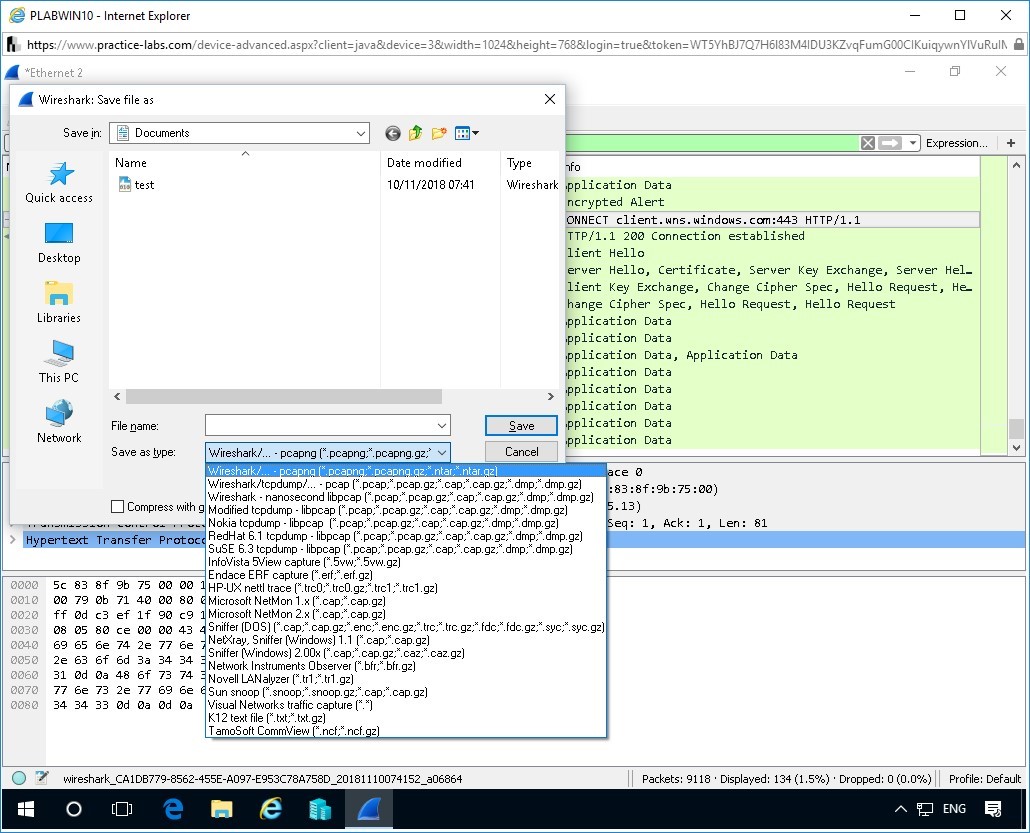 PLABWIN10 - Internet Explorer
https://www.practice-labs.com/device-advanced.aspx?client=java&device=3&width=1024&height=768&login=true&token=
*Ethernet 2
Wireshark: Save file as
Save in: Documents
Expression... +
Name Date modified Type
test 10/11/2018 07:41 Wireshark
Quick access
Desktop
Libraries
This PC
Network
nfo
Application Data
ncrypted Alert
ONNECT client.wns.windows.com:443 HTTP/1.1
TTP/1.1 200 Connection established
lient Hello
erver Hello, Certificate, Server Key Exchange, Server Hel…
lient Key Exchange, Change Cipher Spec, Hello Request, He…
hange Cipher Spec, Hello Request, Hello Request
Application Data
Application Data
Application Data, Application Data
Application Data
Application Data
Application Data
Application Data
Application Data
File name: Save
Save as type: Wireshark/... - pcapng (*.pcapng;*.pcapng.gz;* Cancel
Compress with g
Wireshark/... - pcapng (*.pcapng;*.pcapng.gz;*.ntar;*.ntar.gz)
Wireshark/tcpdump/... - pcap (*.pcap;*.pcap.gz;*.cap;*.cap.gz;*.dmp;*.dmp.gz)
Wireshark - nanosecond libpcap (*.pcap;*.pcap.gz;*.cap;*.cap.gz;*.dmp;*.dmp.gz)
Modified tcpdump - libpcap (*.pcap;*.pcap.gz;*.cap;*.cap.gz;*.dmp;*.dmp.gz)
Nokia tcpdump - libpcap (*.pcap;*.pcap.gz;*.cap;*.cap.gz;*.dmp;*.dmp.gz)
RedHat 6.1 tcpdump - libpcap (*.pcap;*.pcap.gz;*.cap;*.cap.gz;*.dmp;*.dmp.gz)
SuSE 6.3 tcpdump - libpcap (*.pcap;*.pcap.gz;*.cap;*.cap.gz;*.dmp;*.dmp.gz)
InfoVista 5View capture (*.5vw;*.5vw.gz)
Endace ERF capture (*.erf;*.erf.gz)
HP-UX nettl trace (*.trc0;*.trc0.gz;*.trc1;*.trc1.gz)
Microsoft NetMon 1.x (*.cap;*.cap.gz)
Microsoft NetMon 2.x (*.cap;*.cap.gz)
Sniffer (DOS) (*.cap;*.cap.gz;*.enc;*.enc.gz;*.trc;*.trc.gz;*.fdc;*.fdc.gz;*.syc;*.syc.gz)
NetXray, Sniffer (Windows) 1.1 (*.cap;*.cap.gz)
Sniffer (Windows) 2.00x (*.cap;*.cap.gz;*.caz;*.caz.gz)
Network Instruments Observer (*.bfr;*.bfr.gz)
Novell LANalyzer (*.tr1;*.tr1.gz)
Sun snoop (*.snoop;*.snoop.gz;*.cap;*.cap.gz)
Visual Networks traffic capture (*.*)
K12 text file (*.txt;*.txt.gz)
TamoSoft CommView (*.ncf;*.ncf.gz)
ace 0
:83:8f:9b:75:00)
5.13)
Seq: 1, Ack: 1, Len: 81
Hypertext Transfer Protoco
0000 5c 83 8f 9b 75 00 00 1
0010 00 79 0b 71 40 00 80 0
0020 ff 0d c3 ef 1f 90 c9 1
0030 08 05 80 ce 00 00 43 4
0040 69 65 6e 74 2e 77 6e 7
0050 2e 63 6f 6d 3a 34 34 3
0060 31 0d 0a 48 6f 73 74 3
0070 77 6e 73 2e 77 69 6e 6
0080 34 34 33 0d 0a 0d 0a
wireshark_CA1DB779-8562-455E-A097-E953C78A758D_20181110074152_a06864
Packets: 9118 · Displayed: 134 (1.5%) · Dropped: 0 (0.0%)
Profile: Default
ENG